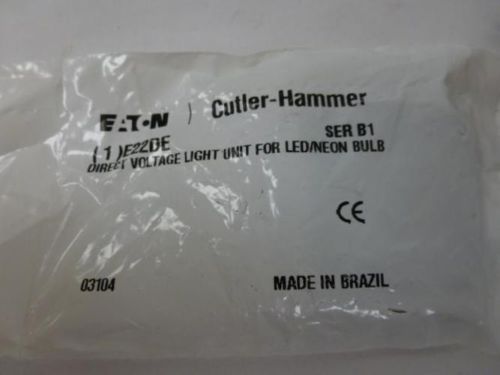 EAT•N | Cutler-Hammer
(1)E22DE SER B1
DIRECT VOLTAGE LIGHT UNIT FOR LED/NEON BULB
CE
03104 MADE IN BRAZIL